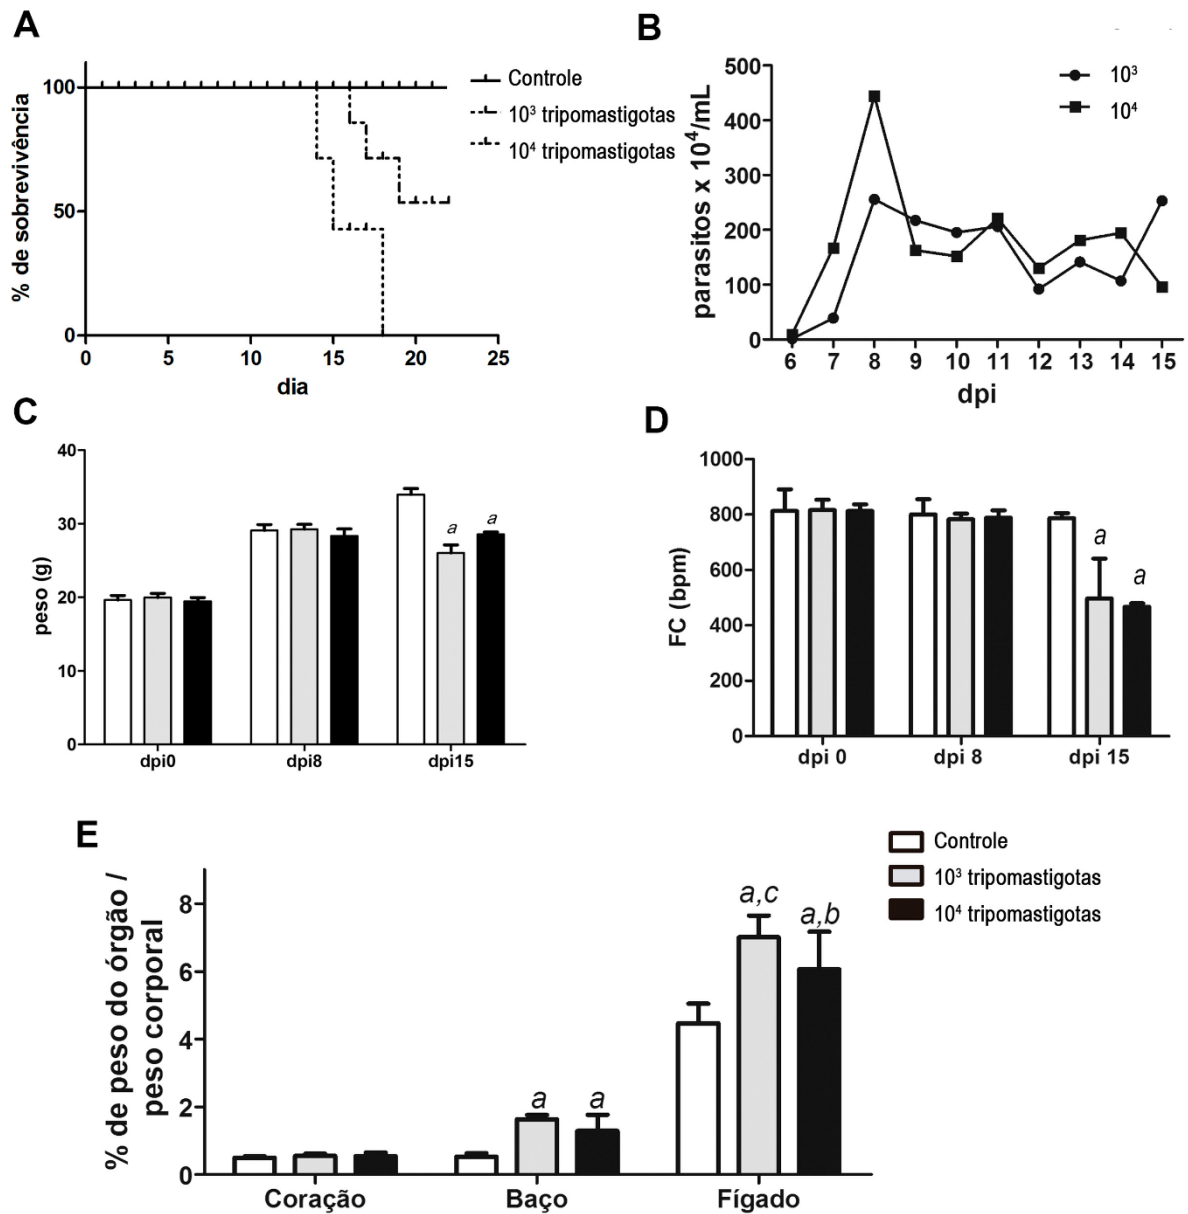 A
% de sobrevivência
100
50
0
0 5 10 15 20 25
dia
Controle
10³ tripomastigotas
10⁴ tripomastigotas
B
parasitos x 10⁴/mL
500
400
300
200
100
0
6 7 8 9 10 11 12 13 14 15
dpi
10³
10⁴
C
peso (g)
40
30
20
10
0
a a
dpi0 dpi8 dpi15
D
FC (bpm)
1000
800
600
400
200
0
a
a
dpi 0 dpi 8 dpi 15
E
% de peso do órgão /
peso corporal
8
6
4
2
0
a a
a,c
a,b
Coração Baço Fígado
Controle
10³ tripomastigotas
10⁴ tripomastigotas